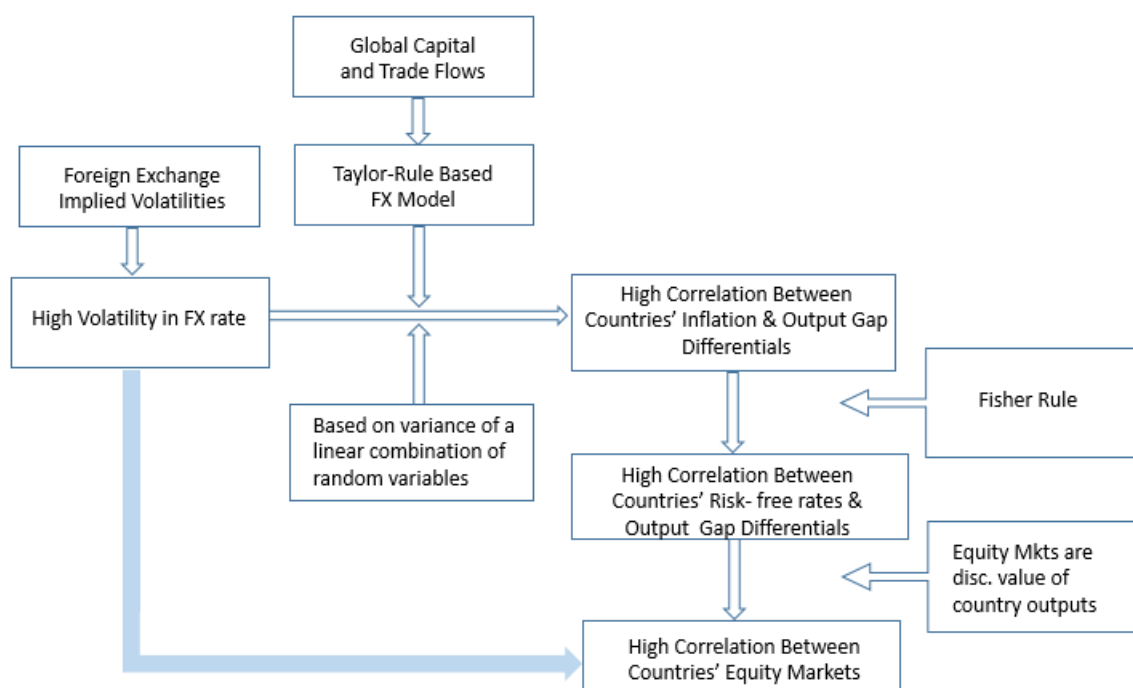 Global Capital
and Trade Flows
Foreign Exchange
Implied Volatilities
Taylor-Rule Based
FX Model
High Volatility in FX rate
High Correlation Between
Countries' Inflation & Output Gap
Differentials
Based on variance of a
linear combination of
random variables
Fisher Rule
High Correlation Between
Countries' Risk- free rates &
Output Gap Differentials
Equity Mkts are
disc. value of
country outputs
High Correlation Between
Countries' Equity Markets